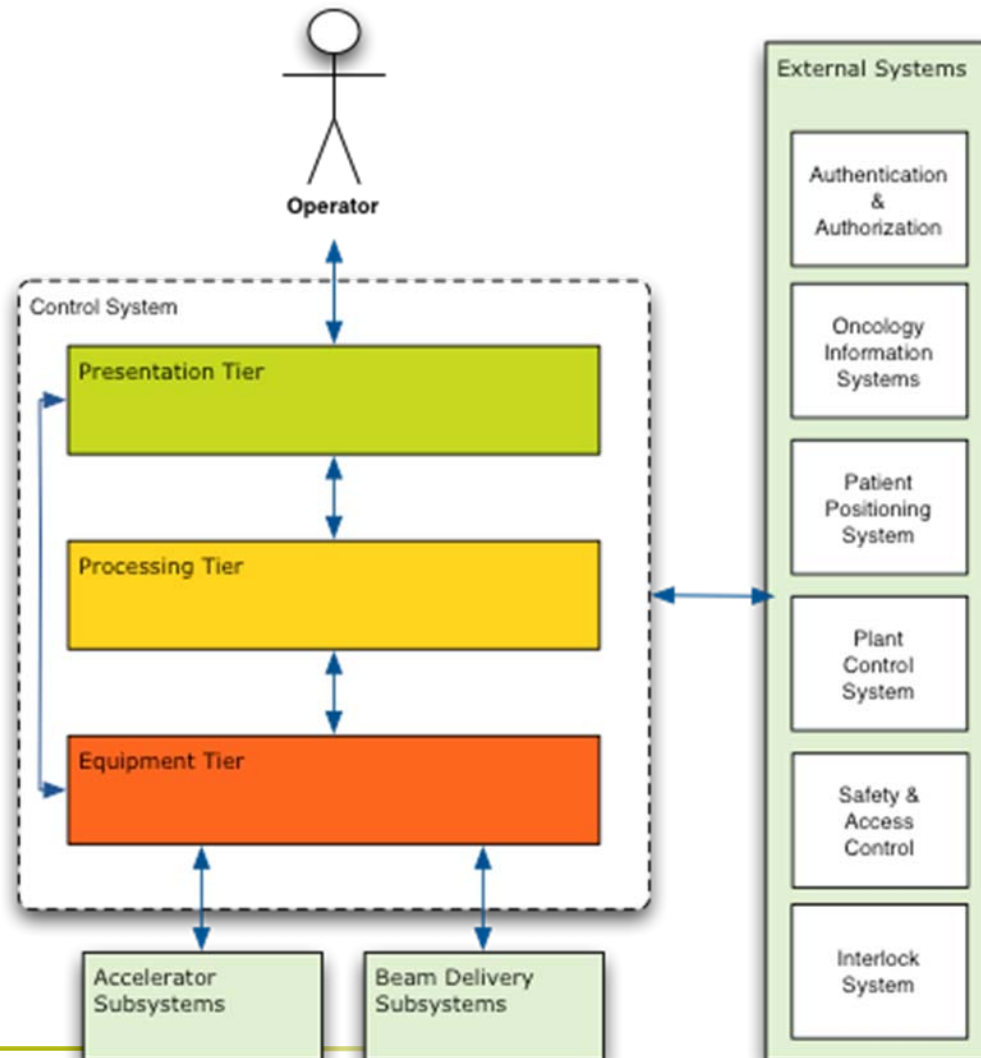 Operator
Control System
Presentation Tier
Processing Tier
Equipment Tier
Accelerator
Subsystems
Beam Delivery
Subsystems
External Systems
Authentication
&
Authorization
Oncology
Information
Systems
Patient
Positioning
System
Plant
Control
System
Safety &
Access
Control
Interlock
System